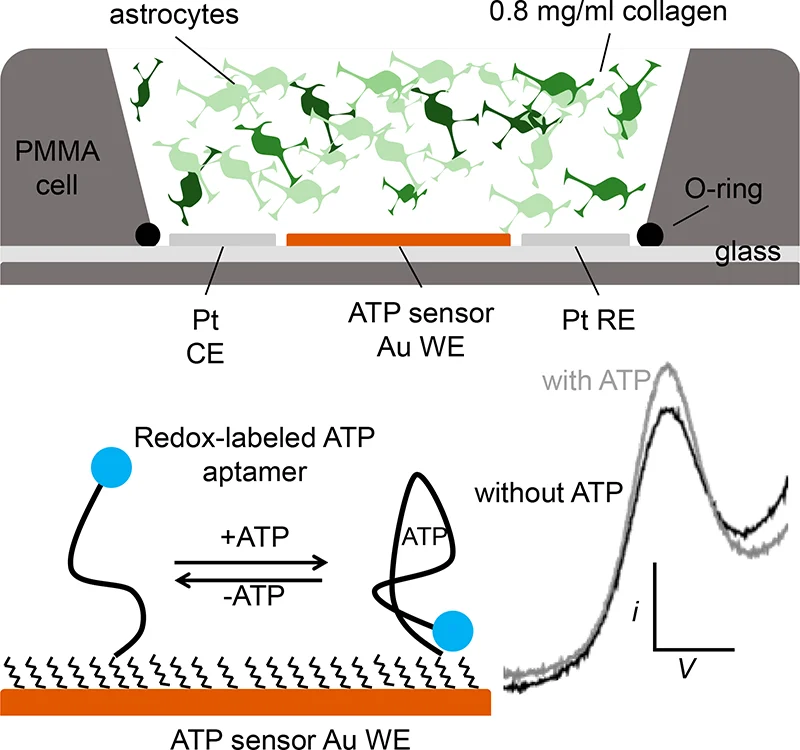 astrocytes
0.8 mg/ml collagen
PMMA
cell
O-ring
glass
Pt
CE
ATP sensor
Au WE
Pt RE
with ATP
Redox-labeled ATP
aptamer
without ATP
+ATP
-ATP
ATP
i
V
ATP sensor Au WE